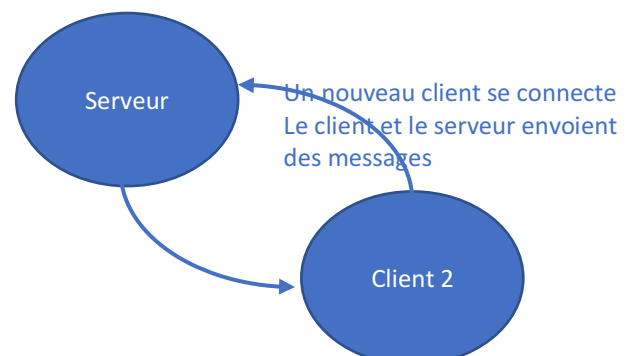 Serveur
Un nouveau client se connecte
Le client et le serveur envoient
des messages
Client 2